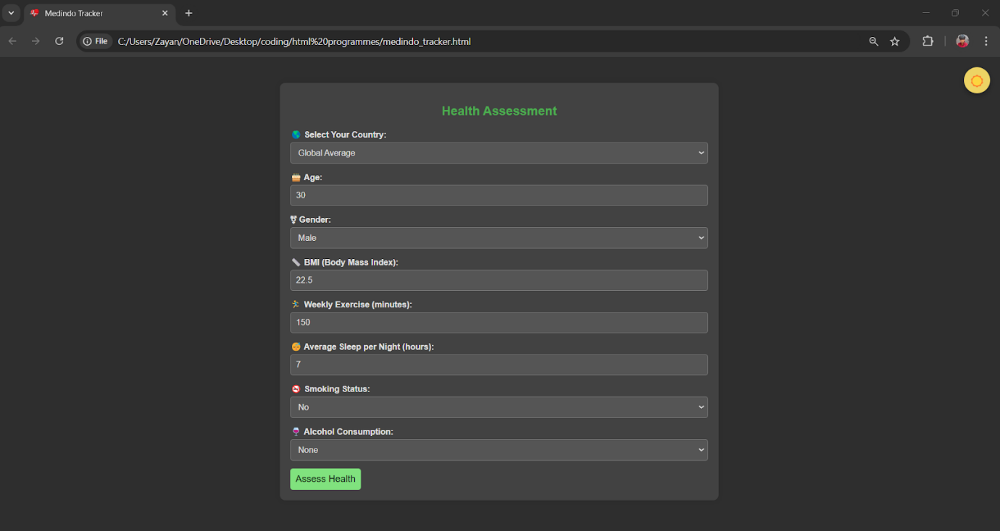 Medindo Tracker
File C:/Users/Zayan/OneDrive/Desktop/coding/html%20programmes/medindo_tracker.html
Health Assessment
Select Your Country:
Global Average
Age:
30
Gender:
Male
BMI (Body Mass Index):
22.5
Weekly Exercise (minutes):
150
Average Sleep per Night (hours):
7
Smoking Status:
No
Alcohol Consumption:
None
Assess Health